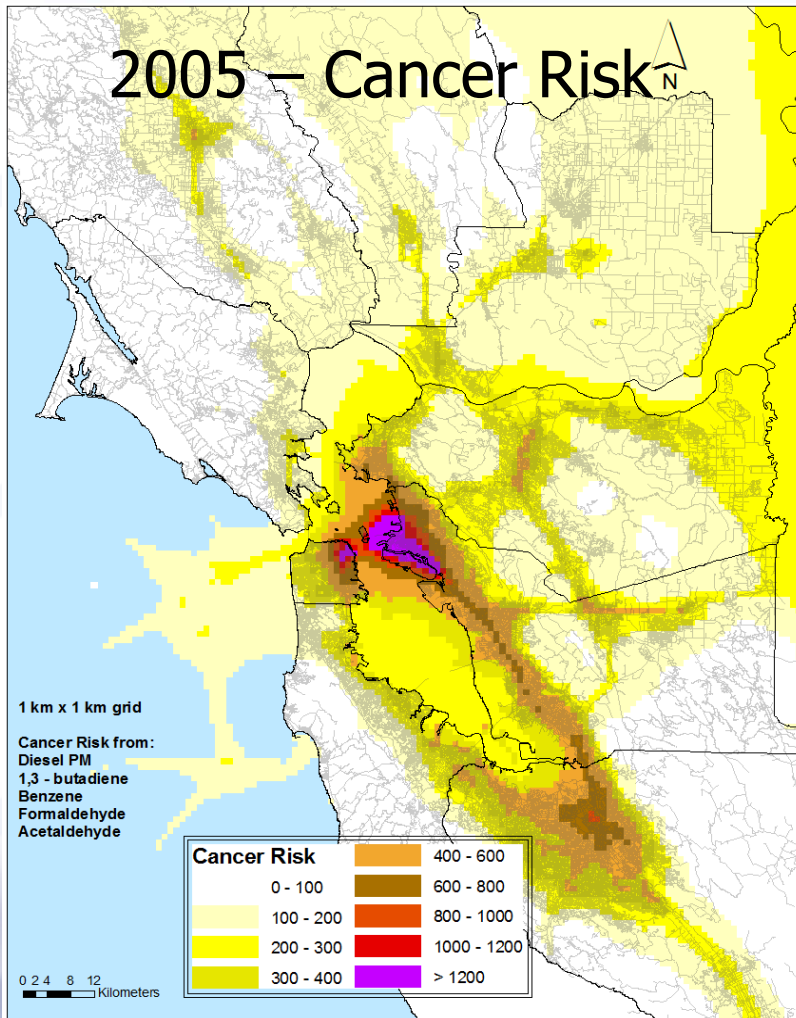 2005 – Cancer Risk
N
1 km x 1 km grid
Cancer Risk from:
Diesel PM
1,3 - butadiene
Benzene
Formaldehyde
Acetaldehyde
Cancer Risk
0 - 100
100 - 200
200 - 300
300 - 400
400 - 600
600 - 800
800 - 1000
1000 - 1200
> 1200
0 2 4 8 12
Kilometers